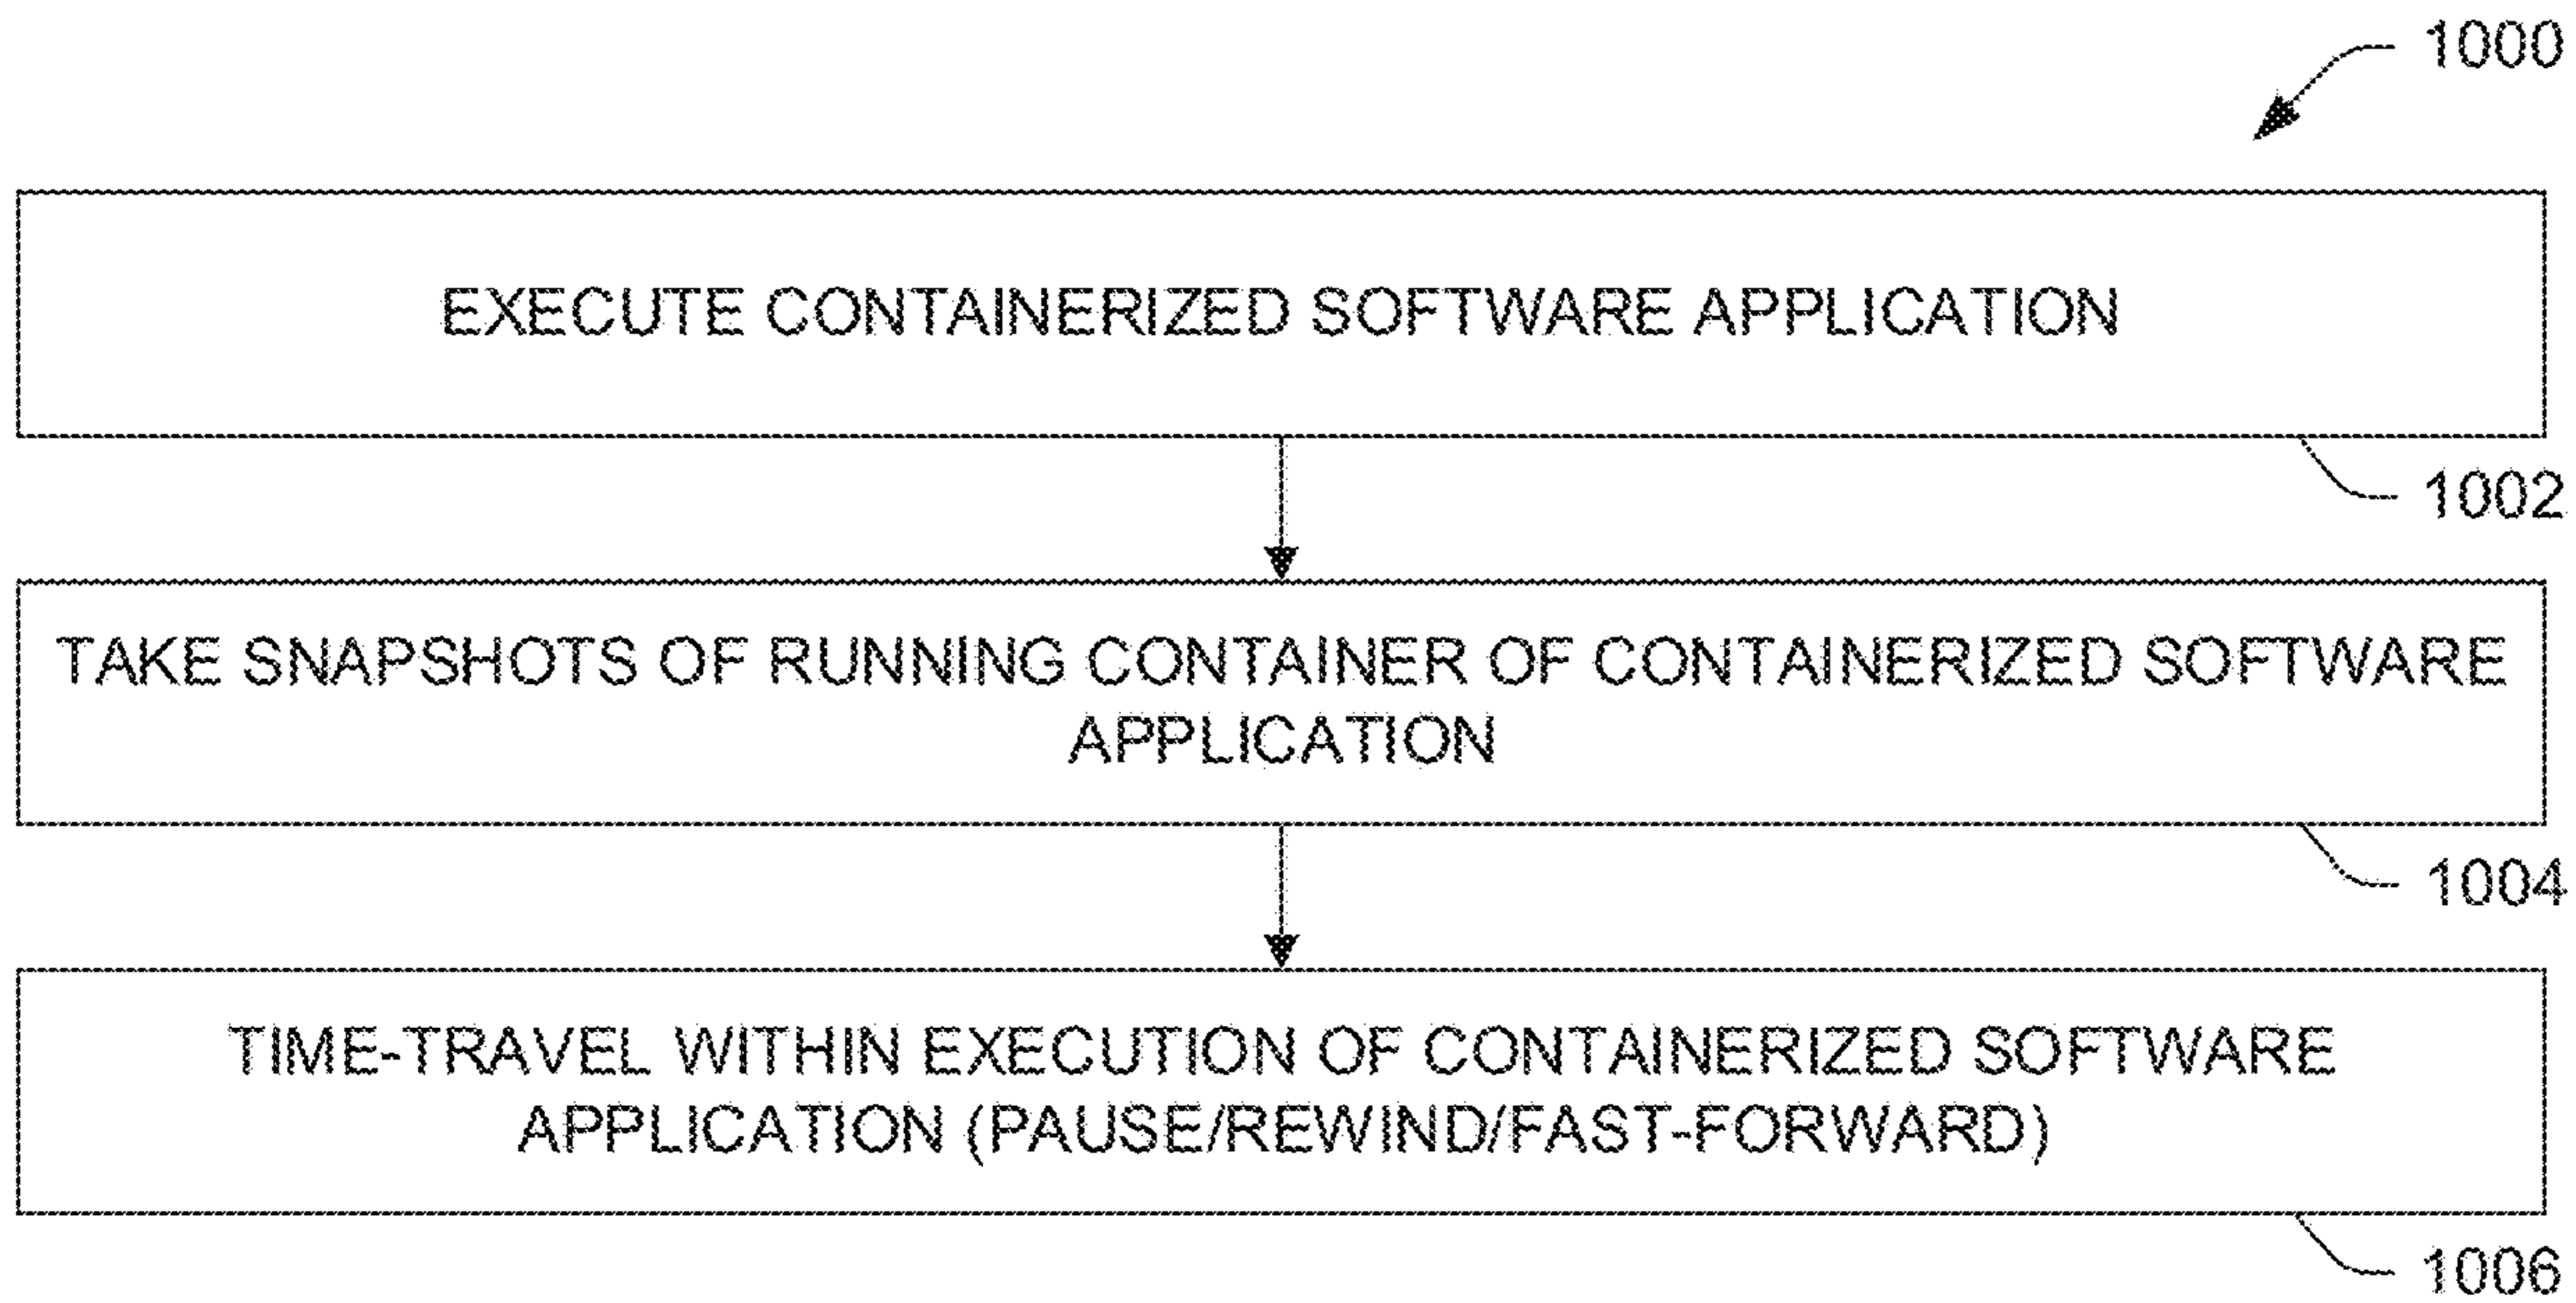 1000
EXECUTE CONTAINERIZED SOFTWARE APPLICATION
1002
TAKE SNAPSHOTS OF RUNNING CONTAINER OF CONTAINERIZED SOFTWARE
APPLICATION
1004
TIME-TRAVEL WITHIN EXECUTION OF CONTAINERIZED SOFTWARE
APPLICATION (PAUSE/REWIND/FAST-FORWARD)
1006